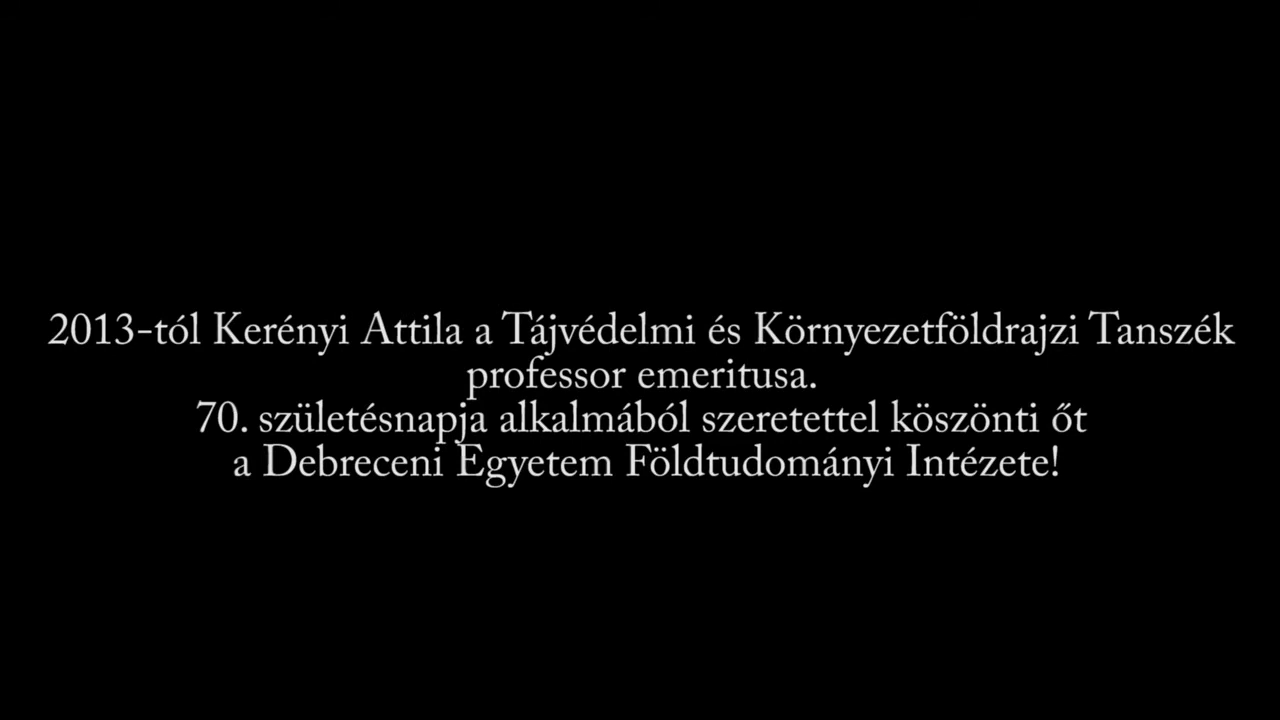 2013-tól Kerényi Attila a Tájvédelmi és Környezetföldrajzi Tanszék
professor emeritusa.
70. születésnapja alkalmából szeretettel köszönti őt
a Debreceni Egyetem Földtudományi Intézete!